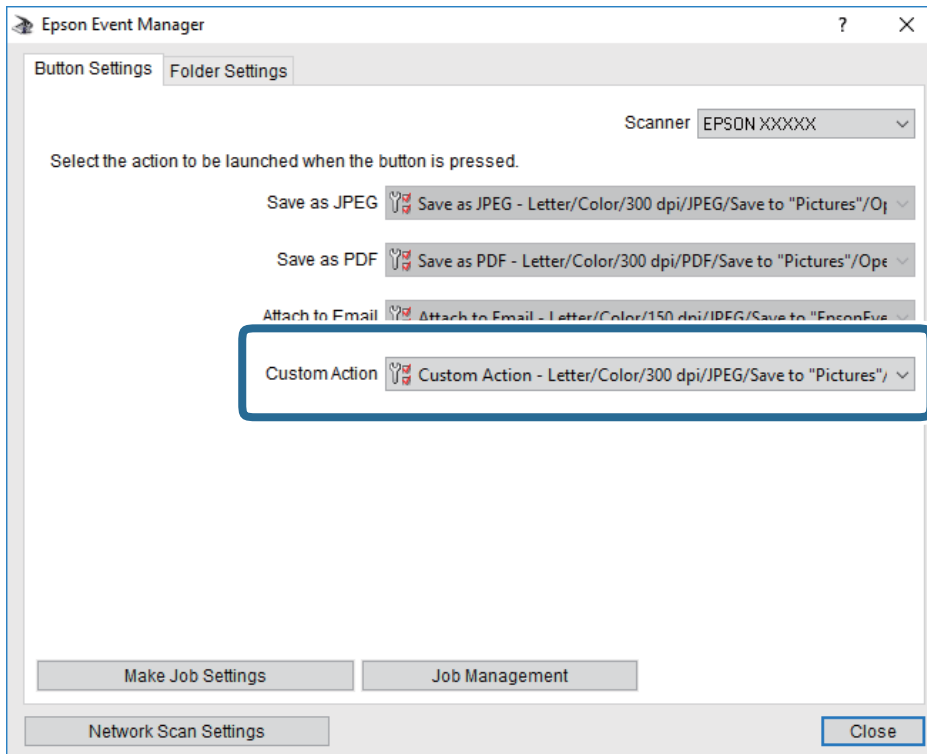 Epson Event Manager
Button Settings Folder Settings
Scanner EPSON XXXXX
Select the action to be launched when the button is pressed.
Save as JPEG Save as JPEG - Letter/Color/300 dpi/JPEG/Save to "Pictures"/Op
Save as PDF Save as PDF - Letter/Color/300 dpi/PDF/Save to "Pictures"/Ope
Attach to Email Attach to Email - Letter/Color/150 dpi/JPEG/Save to "EpsonEve
Custom Action Custom Action - Letter/Color/300 dpi/JPEG/Save to "Pictures"/
Make Job Settings Job Management
Network Scan Settings Close